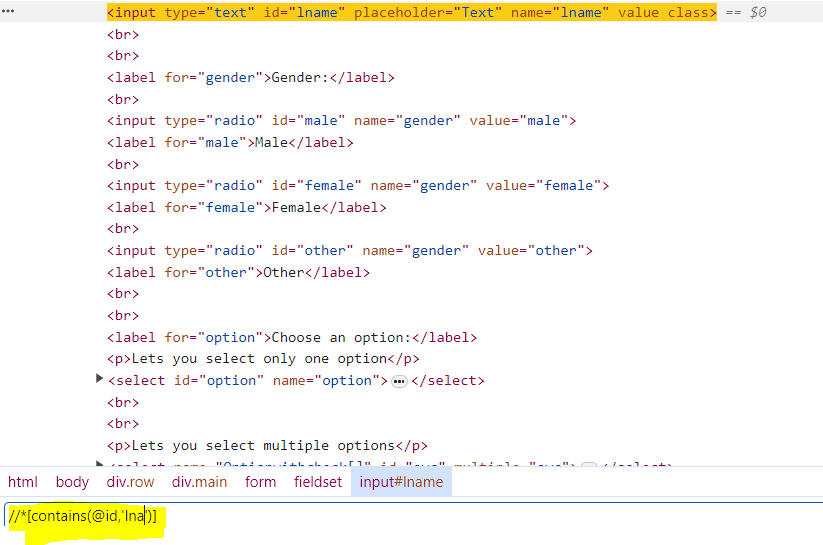 ••• <input type="text" id="lname" placeholder="Text" name="lname" value class> == $0
<br>
<br>
<label for="gender">Gender:</label>
<br>
<input type="radio" id="male" name="gender" value="male">
<label for="male">Male</label>
<br>
<input type="radio" id="female" name="gender" value="female">
<label for="female">Female</label>
<br>
<input type="radio" id="other" name="gender" value="other">
<label for="other">Other</label>
<br>
<br>
<label for="option">Choose an option:</label>
<p>Lets you select only one option</p>
<select id="option" name="option"> ••• </select>
<br>
<br>
<p>Lets you select multiple options</p>
html body div.row div.main form fieldset input#lname
//*[contains(@id,'lna')]